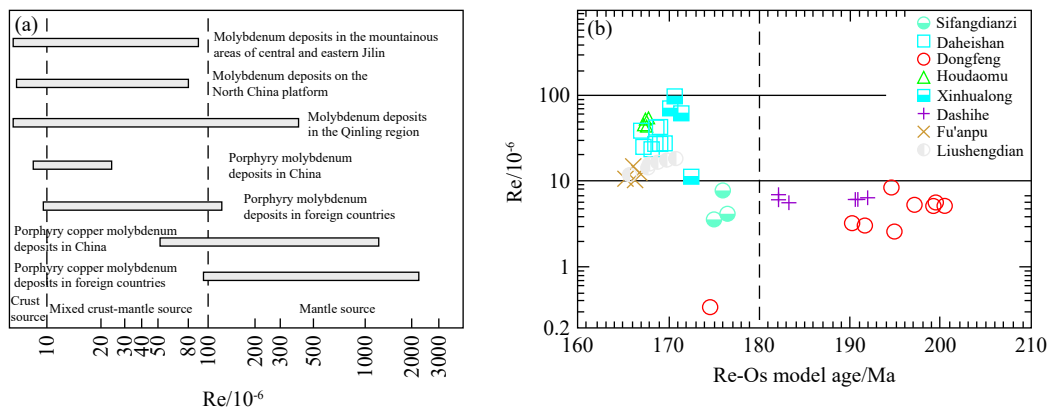 (a)
Molybdenum deposits in the mountainous
areas of central and eastern Jilin
Molybdenum deposits on the
North China platform
Molybdenum deposits
in the Qinling region
Porphyry molybdenum
deposits in China
Porphyry molybdenum
deposits in foreign countries
Porphyry copper molybdenum
deposits in China
Porphyry copper molybdenum
deposits in foreign countries
Crust
source
Mixed crust-mantle source
Mantle source
10
20
30
40
50
80
100
300
500
1000
2000
3000
Re/10-6
(b)
Sifangdianzi
Daheishan
Dongfeng
Houdaomu
Xinhualong
Dashihe
Fu'anpu
Liushengdian
Re/10-6
100
10
1
0.2
160
170
180
190
200
210
Re-Os model age/Ma